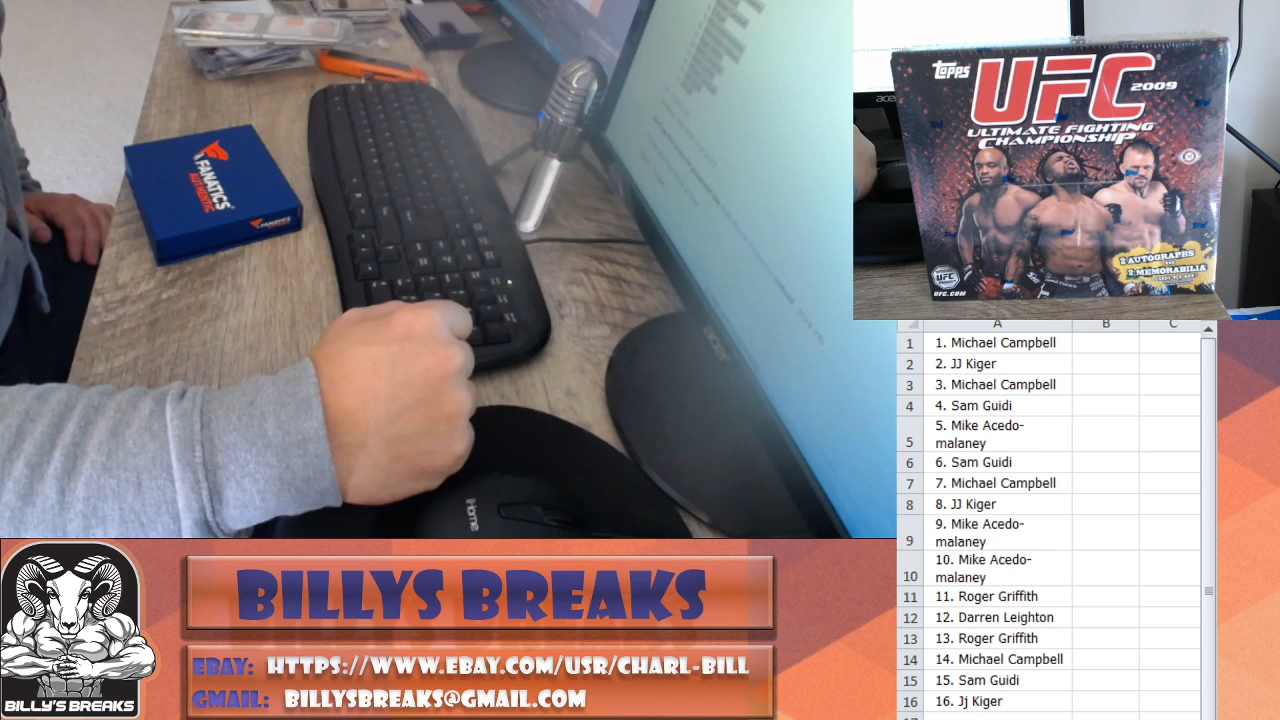 FANATICS
AUTHENTIC
FANATICS
acer
iHome
acer
Topps
UFC
2009
ULTIMATE FIGHTING
CHAMPIONSHIP
2 AUTOGRAPHS
AND
2 MEMORABILIA
UFC
UFC.COM
A B C
1 1. Michael Campbell
2 2. JJ Kiger
3 3. Michael Campbell
4 4. Sam Guidi
5. Mike Acedo-
5 malaney
6 6. Sam Guidi
7 7. Michael Campbell
8 8. JJ Kiger
9. Mike Acedo-
9 malaney
10. Mike Acedo-
10 malaney
11 11. Roger Griffith
12 12. Darren Leighton
13 13. Roger Griffith
14 14. Michael Campbell
15 15. Sam Guidi
16 16. Jj Kiger
BILLYS BREAKS
EBAY: HTTPS://WWW.EBAY.COM/USR/CHARL-BILL
GMAIL: BILLYSBREAKS@GMAIL.COM
BILLY'S BREAKS